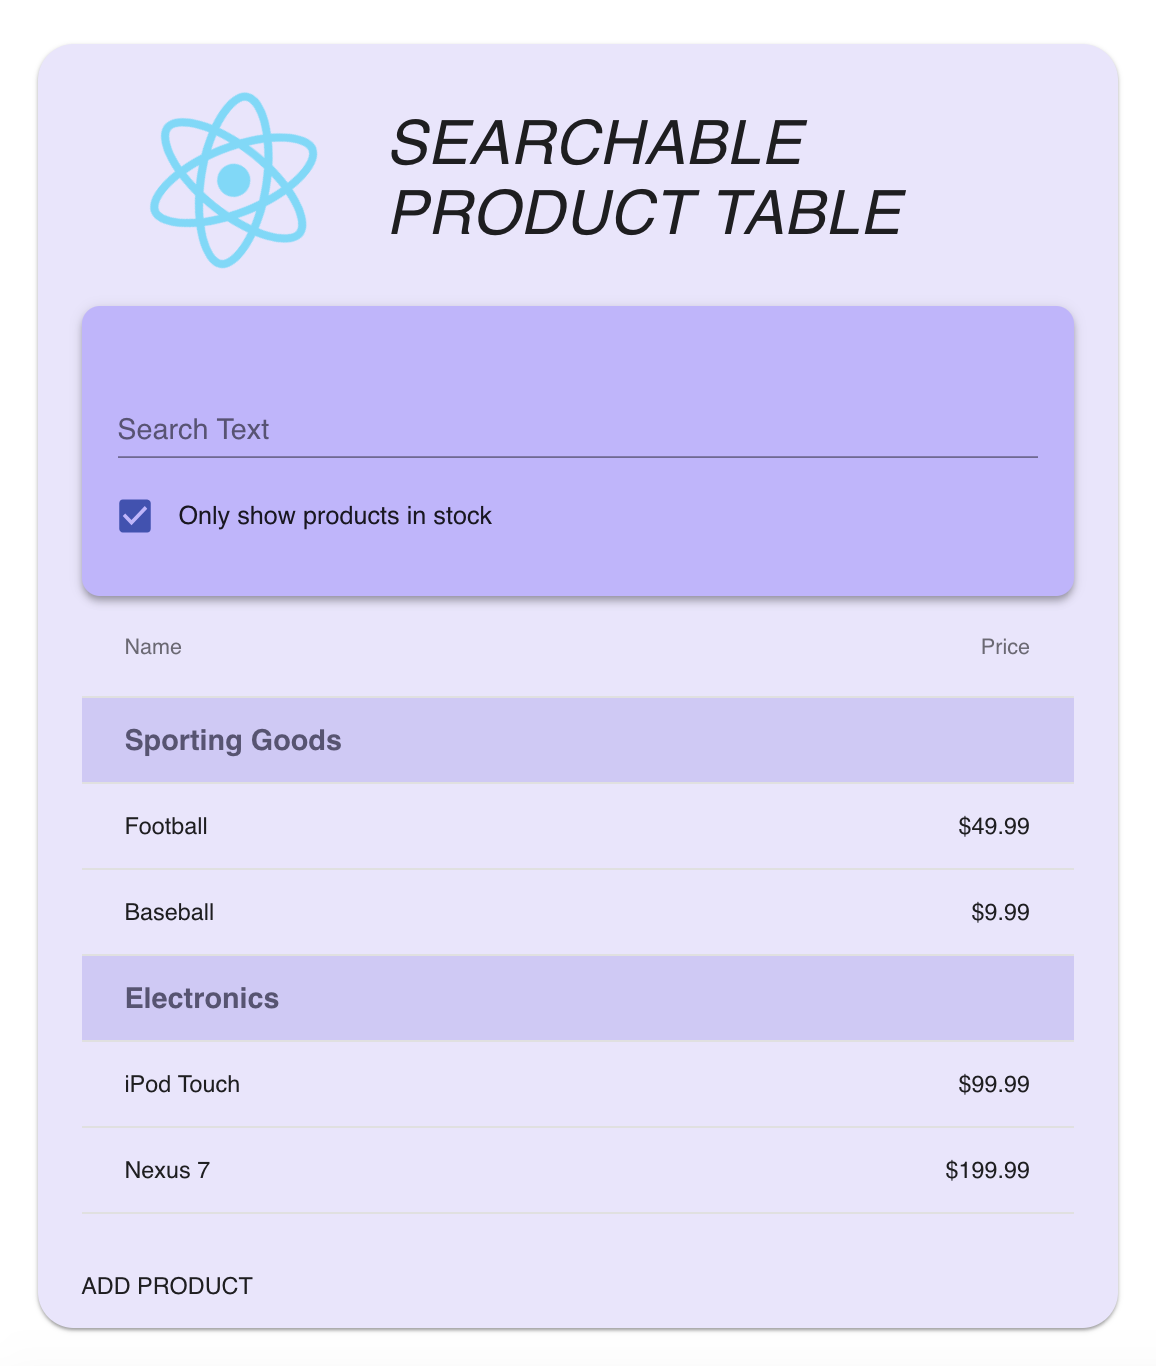 SEARCHABLE
PRODUCT TABLE
Search Text
Only show products in stock
Name Price
Sporting Goods
Football $49.99
Baseball $9.99
Electronics
iPod Touch $99.99
Nexus 7 $199.99
ADD PRODUCT